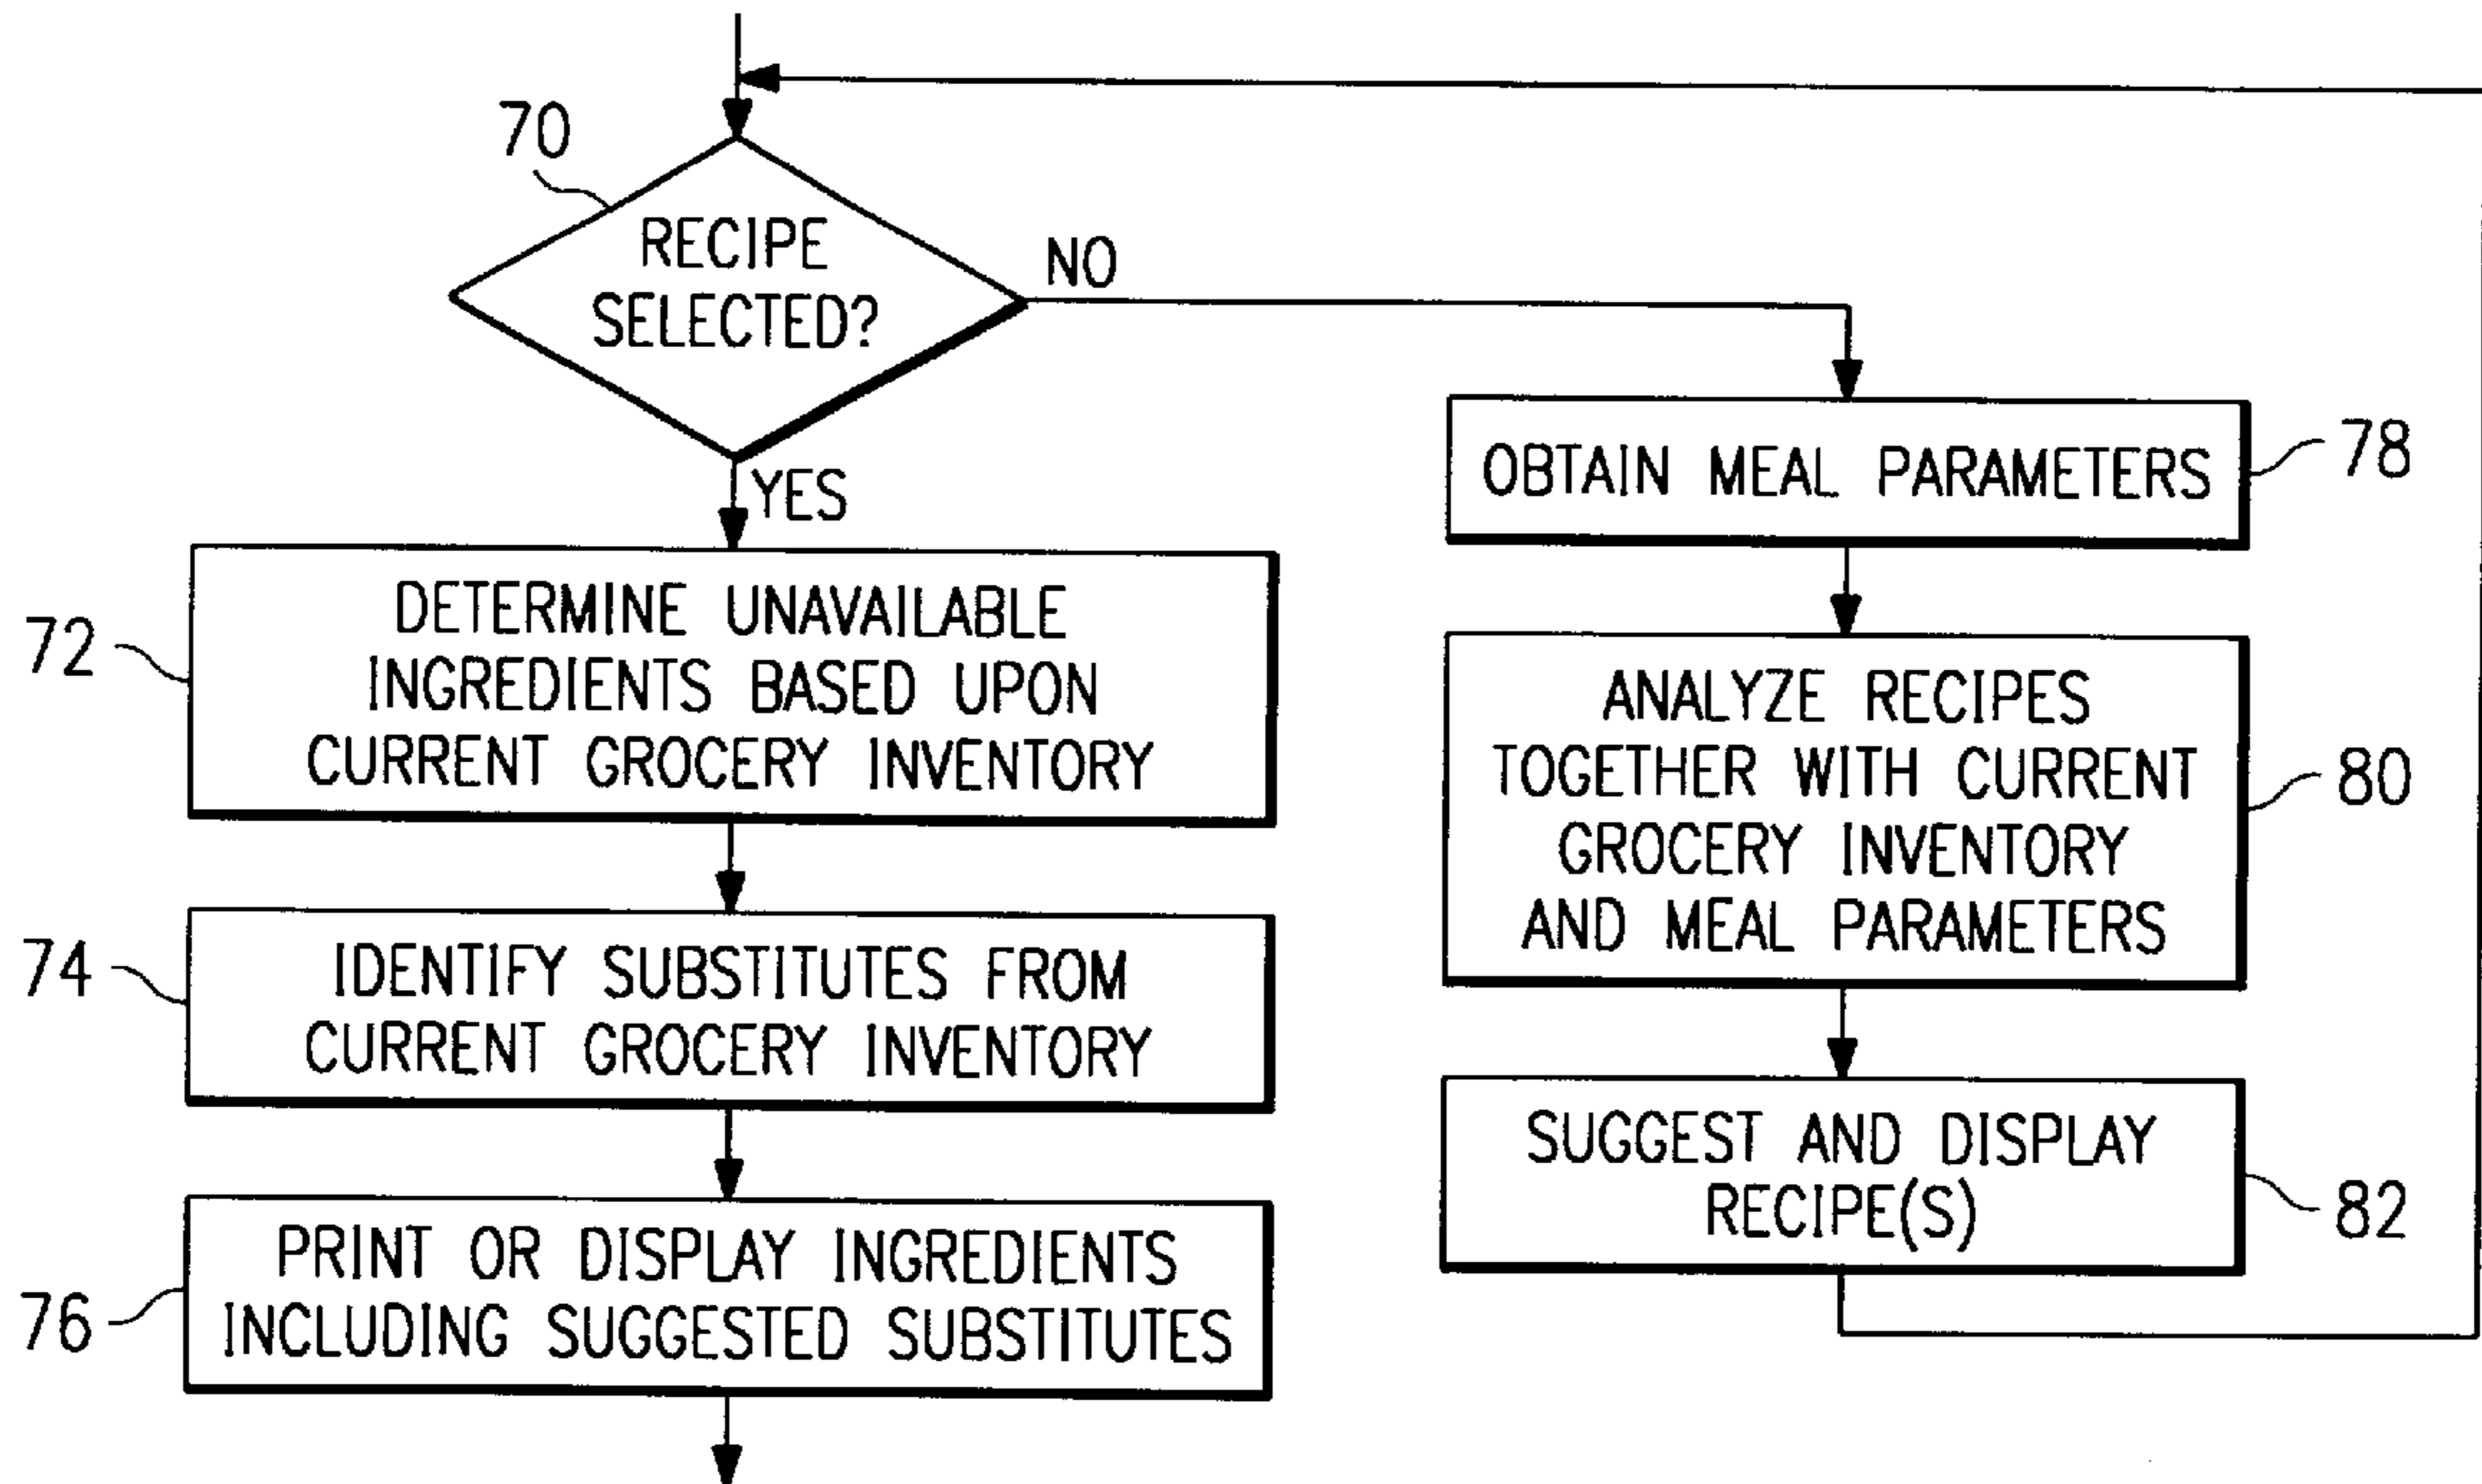 70
RECIPE
SELECTED?
NO
YES
72
DETERMINE UNAVAILABLE
INGREDIENTS BASED UPON
CURRENT GROCERY INVENTORY
74
IDENTIFY SUBSTITUTES FROM
CURRENT GROCERY INVENTORY
76
PRINT OR DISPLAY INGREDIENTS
INCLUDING SUGGESTED SUBSTITUTES
OBTAIN MEAL PARAMETERS
78
ANALYZE RECIPES
TOGETHER WITH CURRENT
GROCERY INVENTORY
AND MEAL PARAMETERS
80
SUGGEST AND DISPLAY
RECIPE(S)
82